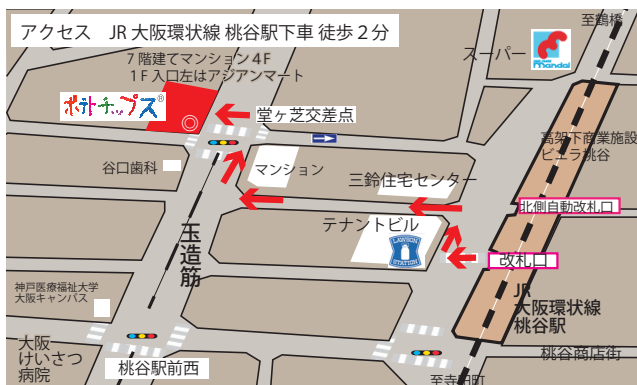 アクセス　JR 大阪環状線 桃谷駅下車 徒歩２分
至鶴橋
7 階建てマンション４F
１F 入口左はアジアンマート
スーパー
mandai
ポテトチップス®
堂ヶ芝交差点
高架下商業施設
ビエラ桃谷
谷口歯科
マンション
三鈴住宅センター
北側自動改札口
テナントビル
玉造筋
LAWSON
STATION
改札口
神戸医療福祉大学
大阪キャンパス
JR
大阪環状線
桃谷駅
大阪
けいさつ
病院
桃谷駅前西
桃谷商店街
至寺田町